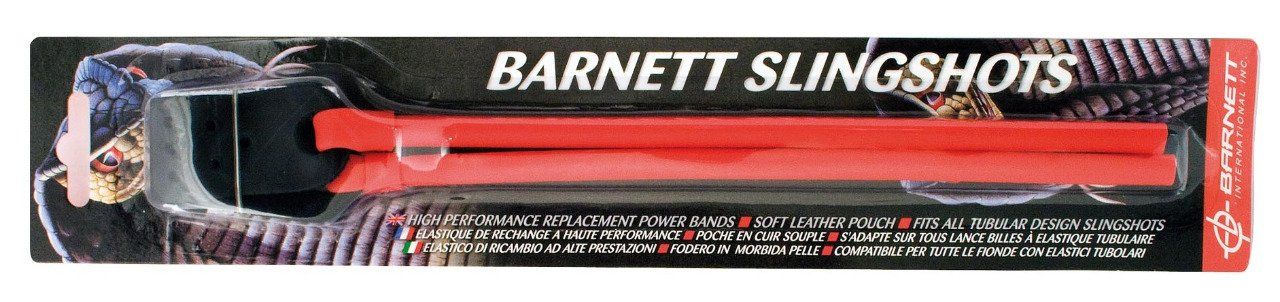 BARNETT SLINGSHOTS
HIGH PERFORMANCE REPLACEMENT POWER BANDS ■ SOFT LEATHER POUCH ■ FITS ALL TUBULAR DESIGN SLINGSHOTS
ELASTIQUE DE RECHANGE A HAUTE PERFORMANCE ■ POCHE EN CUIR SOUPLE ■ S'ADAPTE SUR TOUS LANCE BILLES À ELASTIQUE TUBULAIRE
ELASTICO DI RICAMBIO AD ALTE PRESTAZIONI ■ FODERO IN MORBIDA PELLE ■ COMPATIBILE PER TUTTE LE FIONDE CON ELASTICI TUBOLARI
BARNETT
INTERNATIONAL INC.